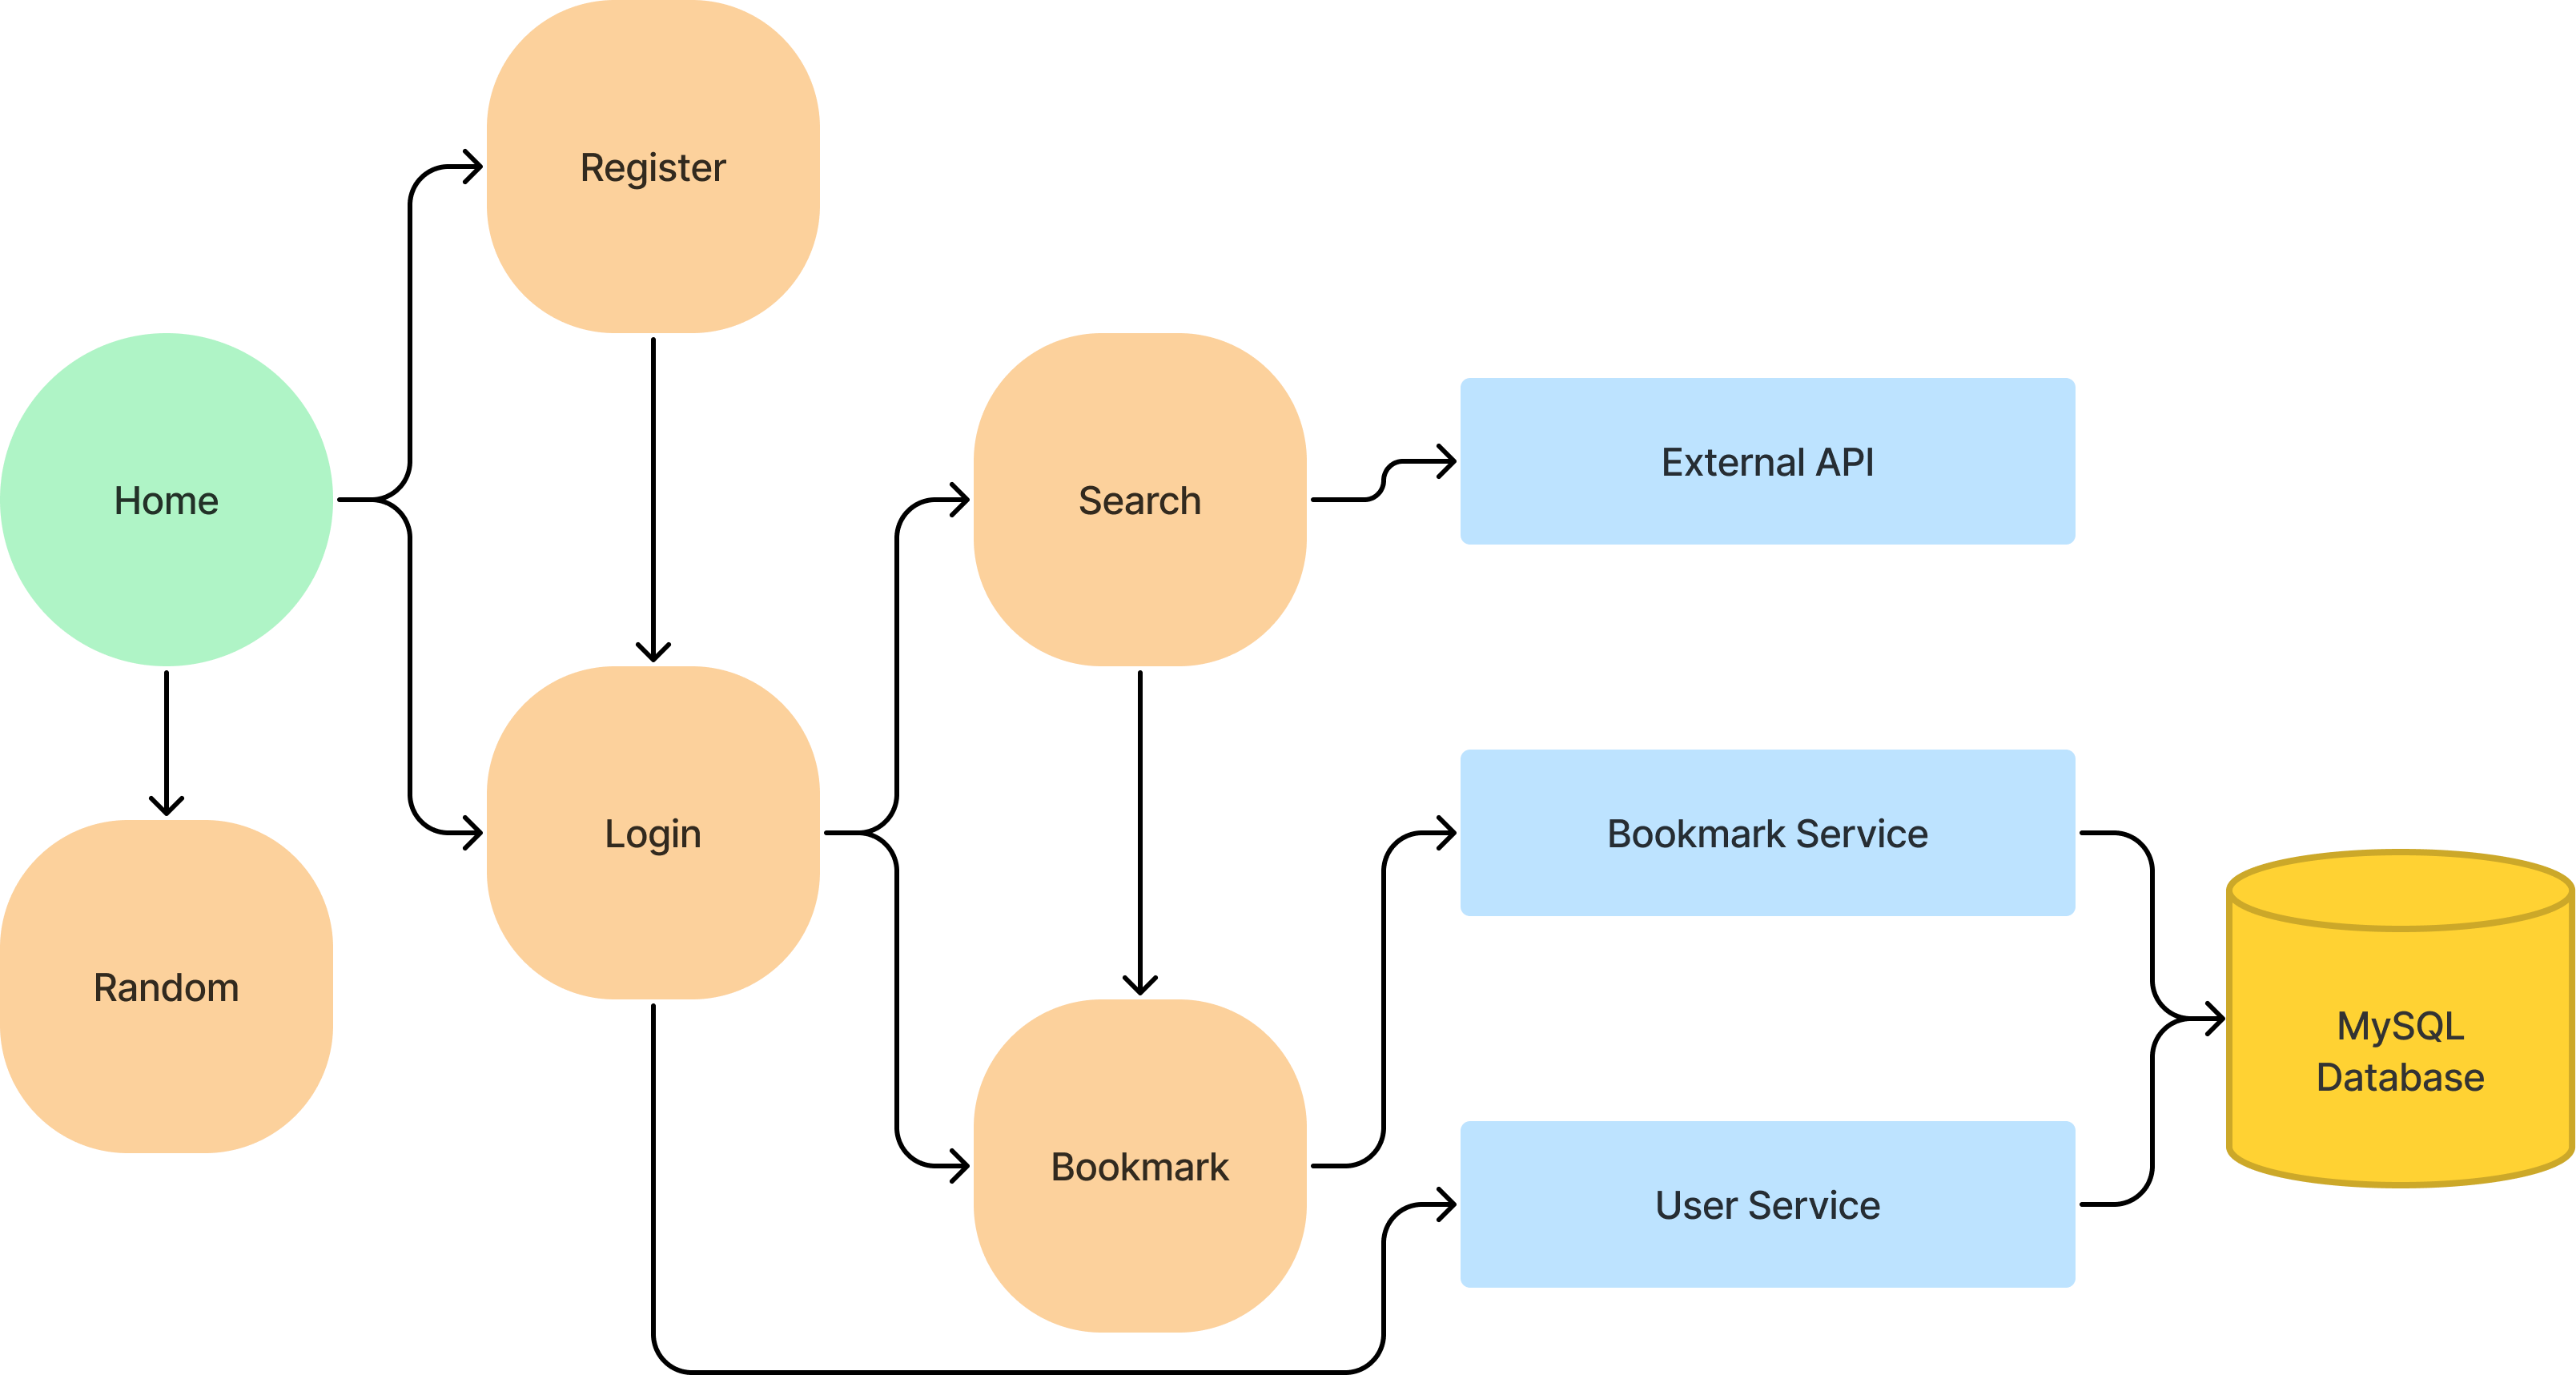 Register
Home
Search
External API
Login
Bookmark Service
Random
MySQL
Database
Bookmark
User Service